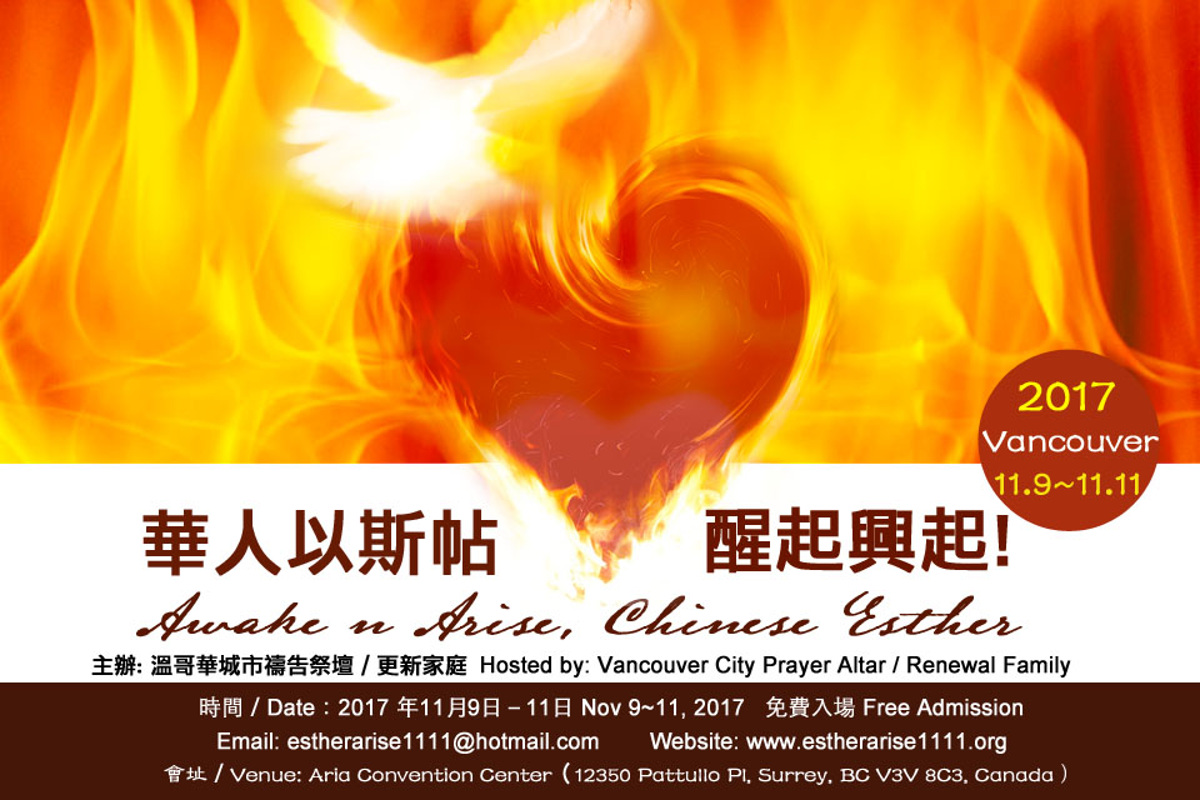 2017
Vancouver
11.9~11.11
華人以斯帖 醒起興起!
Awake n Arise, Chinese Esther
主辦: 溫哥華城市禱告祭壇 / 更新家庭 Hosted by: Vancouver City Prayer Altar / Renewal Family
時間 / Date : 2017 年11月9日 – 11日 Nov 9~11, 2017 免費入場 Free Admission
Email: estherarise1111@hotmail.com Website: www.estherarise1111.org
會址 / Venue: Aria Convention Center ( 12350 Pattullo Pl, Surrey, BC V3V 8C3, Canada )